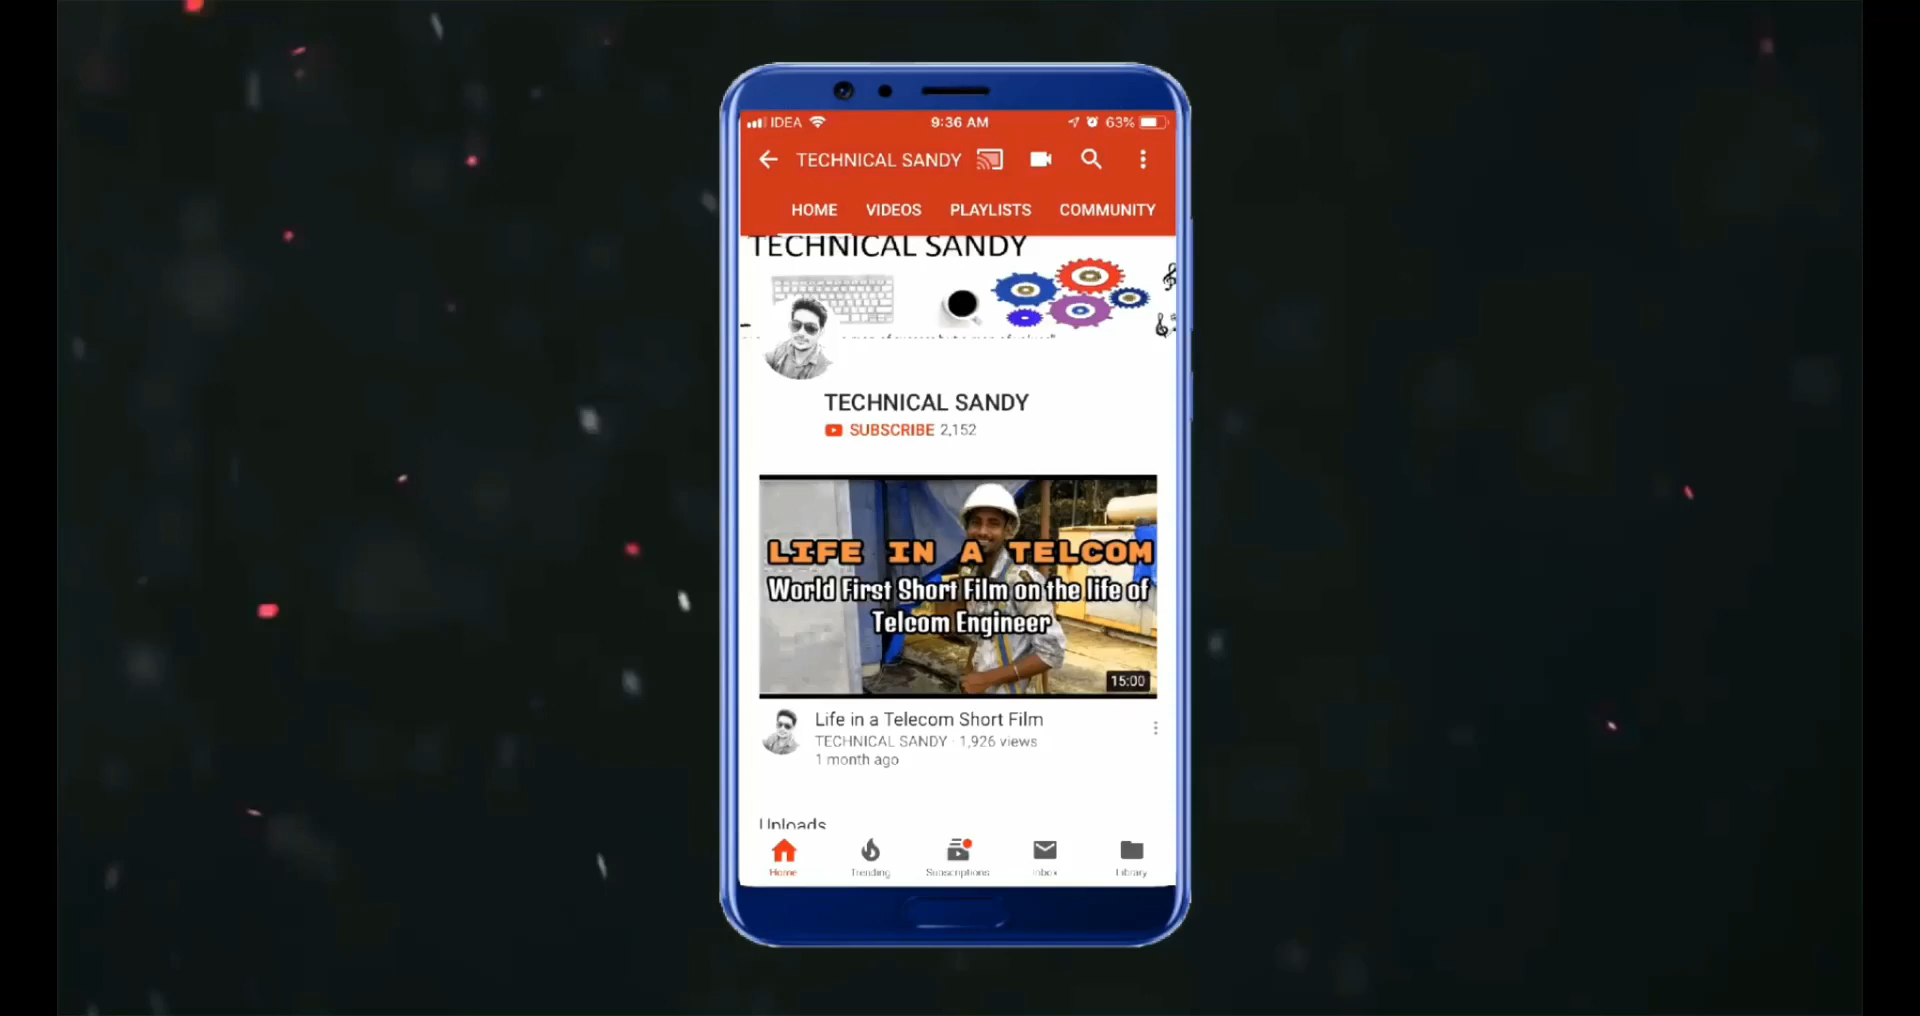 IDEA 9:36 AM 63%
TECHNICAL SANDY
HOME VIDEOS PLAYLISTS COMMUNITY
TECHNICAL SANDY
TECHNICAL SANDY
SUBSCRIBE 2,152
LIFE IN A TELCOM
World First Short Film on the life of
Telcom Engineer
15:00
Life in a Telecom Short Film
TECHNICAL SANDY · 1,926 views
1 month ago
Uploads
Home Trending Subscriptions Inbox Library